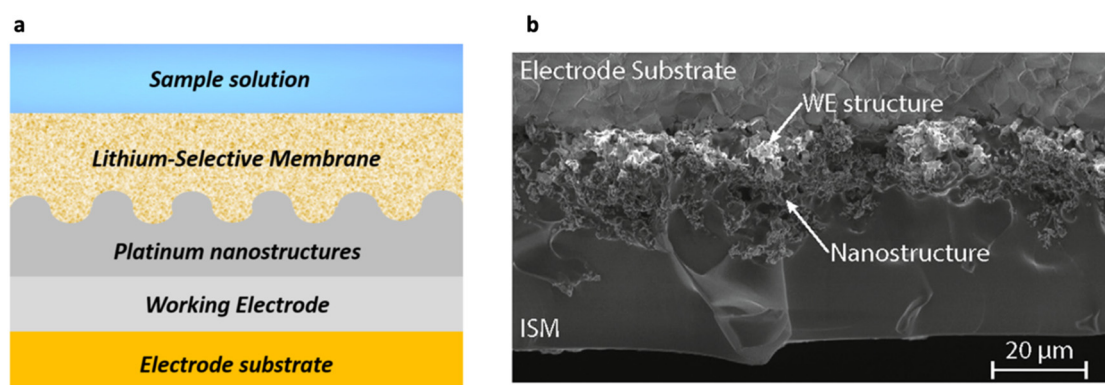 a
Sample solution
Lithium-Selective Membrane
Platinum nanostructures
Working Electrode
Electrode substrate
b
Electrode Substrate
WE structure
Nanostructure
ISM
20 μm